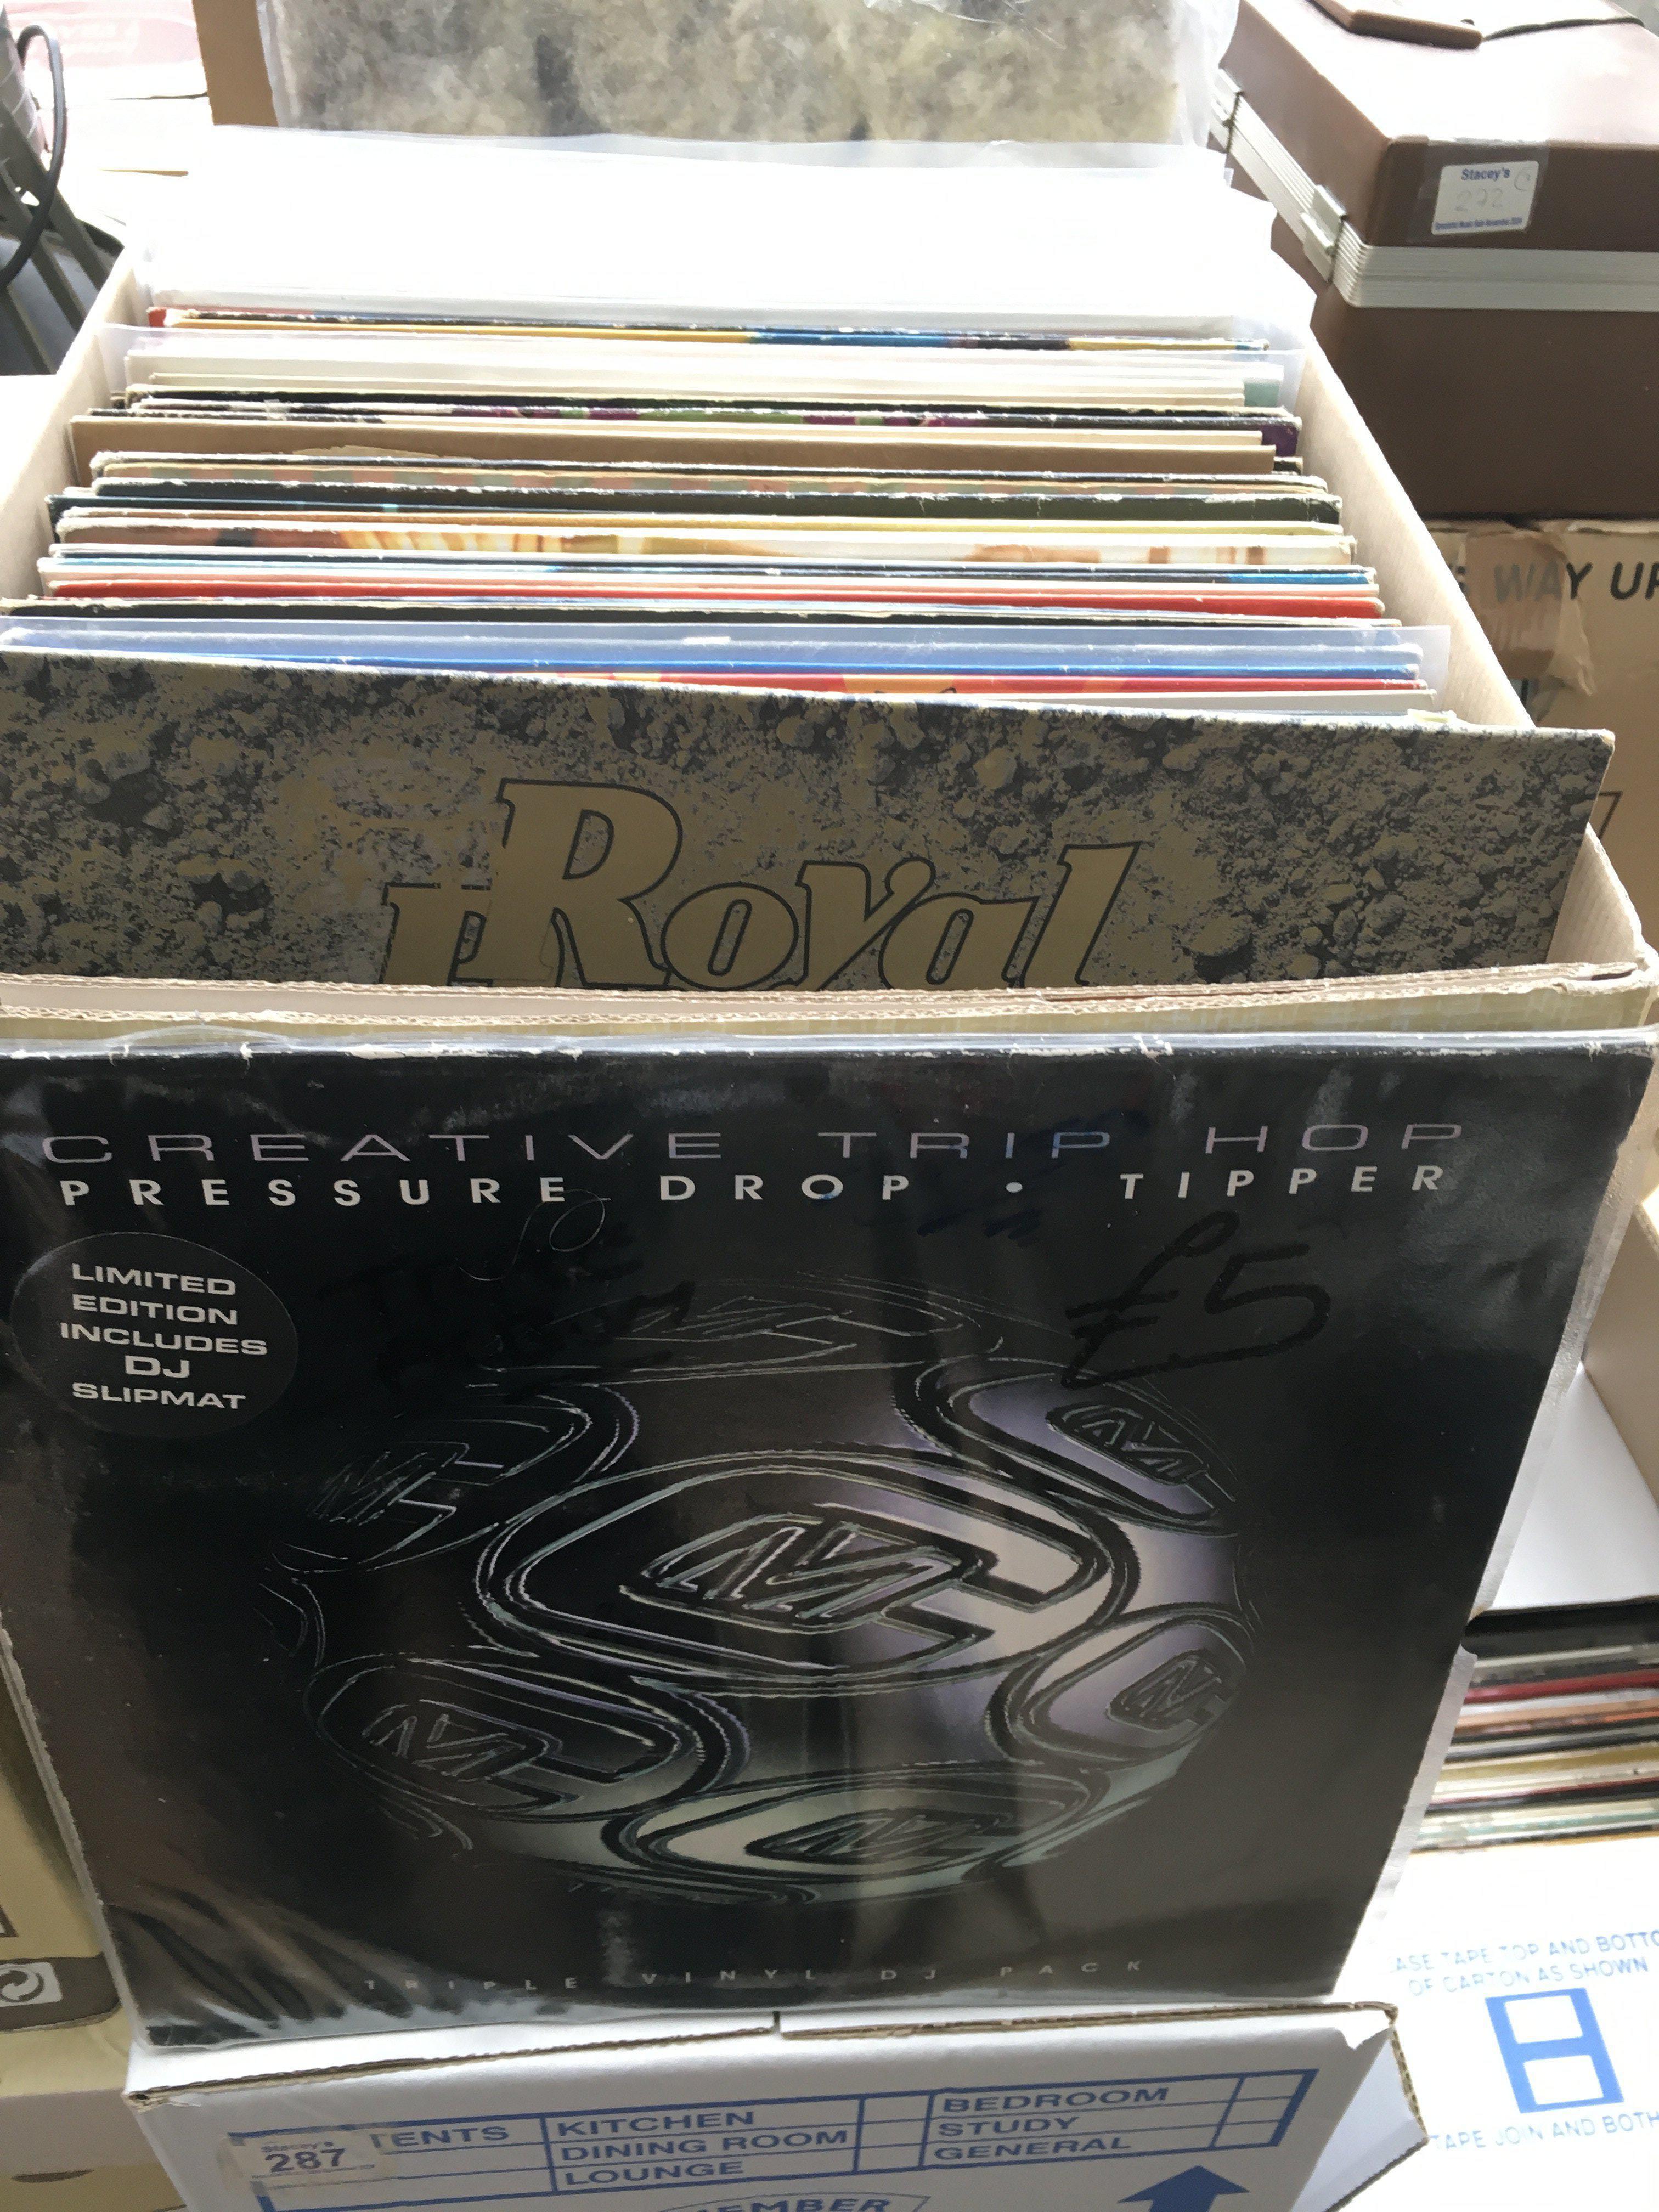 Stacey's
272
WAY UP
Royal
CREATIVE TRIP HOP
PRESSURE DROP • TIPPER
LIMITED
EDITION
INCLUDES
DJ
SLIPMAT
£5
TRIPLE VINYL DJ PACK
ASE TAPE TOP AND BOTTO
OF CARTON AS SHOWN
TAPE JOIN AND BOTH
Stacey's
287
TENTS
KITCHEN
DINING ROOM
LOUNGE
BEDROOM
STUDY
GENERAL
EMBER